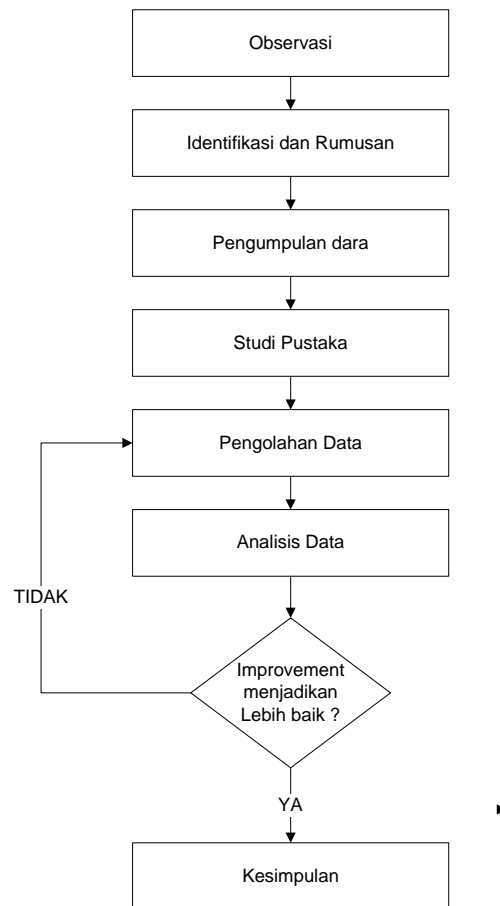 Observasi
Identifikasi dan Rumusan
Pengumpulan dara
Studi Pustaka
Pengolahan Data
Analisis Data
TIDAK
Improvement
menjadikan
Lebih baik ?
YA
Kesimpulan